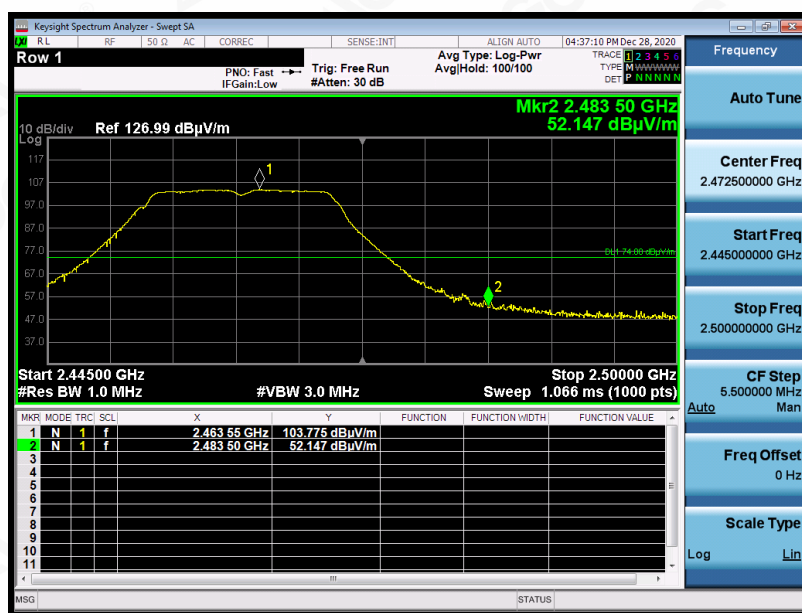 Keysight Spectrum Analyzer - Swept SA
LXI RL RF 50 Ω AC CORREC SENSE:INT ALIGN AUTO 04:37:10 PM Dec 28, 2020
Row 1
PNO: Fast
IFGain:Low
Trig: Free Run
#Atten: 30 dB
Avg Type: Log-Pwr
Avg|Hold: 100/100
TRACE 1 2 3 4 5 6
TYPE MWWWWW
DET P N N N N N
Mkr2 2.483 50 GHz
52.147 dBµV/m
10 dB/div Ref 126.99 dBµV/m
Log
117
107
97.0
87.0
77.0
67.0
57.0
47.0
37.0
1
DL1 74.00 dBµV/m
2
Start 2.44500 GHz Stop 2.50000 GHz
#Res BW 1.0 MHz #VBW 3.0 MHz Sweep 1.066 ms (1000 pts)
MKR MODE TRC SCL X Y FUNCTION FUNCTION WIDTH FUNCTION VALUE
1 N 1 f 2.463 55 GHz 103.775 dBµV/m
2 N 1 f 2.483 50 GHz 52.147 dBµV/m
3
4
5
6
7
8
9
10
11
MSG STATUS
Frequency
Auto Tune
Center Freq
2.472500000 GHz
Start Freq
2.445000000 GHz
Stop Freq
2.500000000 GHz
CF Step
5.500000 MHz
Auto Man
Freq Offset
0 Hz
Scale Type
Log Lin